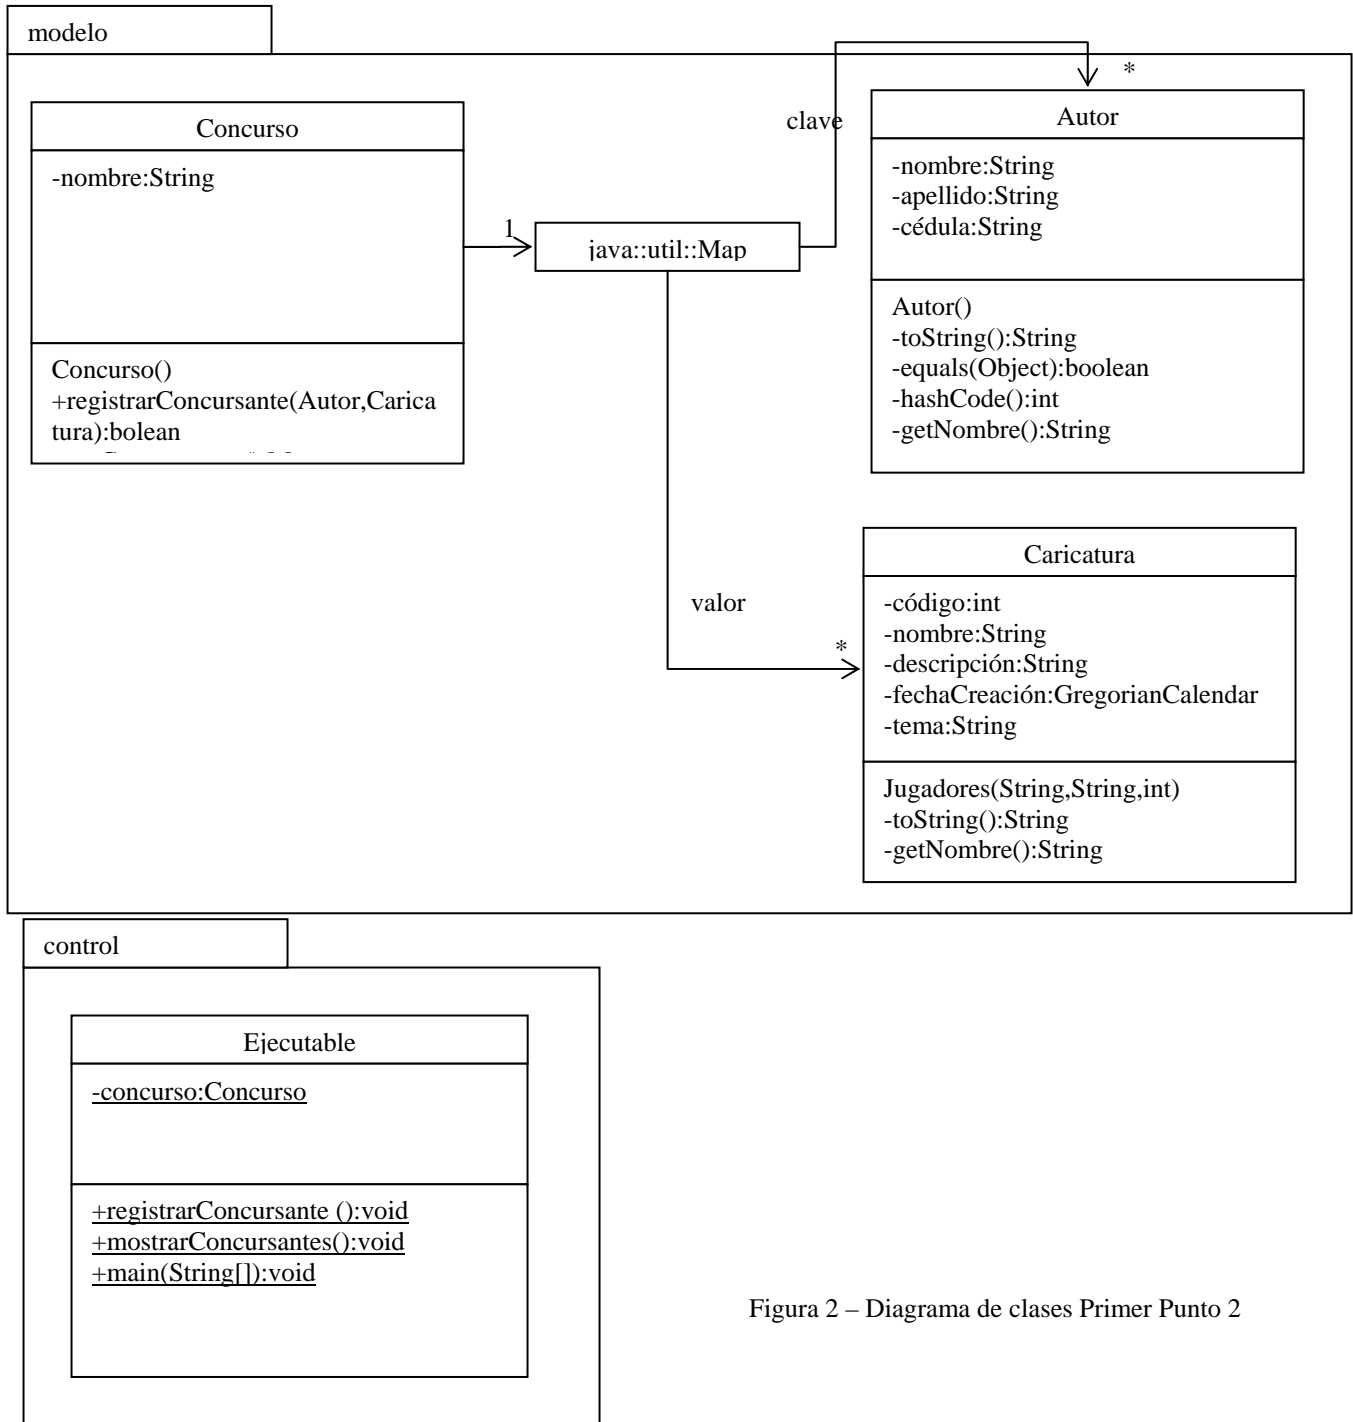 modelo
Concurso
-nombre:String
Concurso()
+registrarConcursante(Autor,Carica
tura):bolean
1
java::util::Map
clave
*
Autor
-nombre:String
-apellido:String
-cédula:String
Autor()
-toString():String
-equals(Object):boolean
-hashCode():int
-getNombre():String
valor
*
Caricatura
-código:int
-nombre:String
-descripción:String
-fechaCreación:GregorianCalendar
-tema:String
Jugadores(String,String,int)
-toString():String
-getNombre():String
control
Ejecutable
-concurso:Concurso
+registrarConcursante ():void
+mostrarConcursantes():void
+main(String[]):void
Figura 2 – Diagrama de clases Primer Punto 2